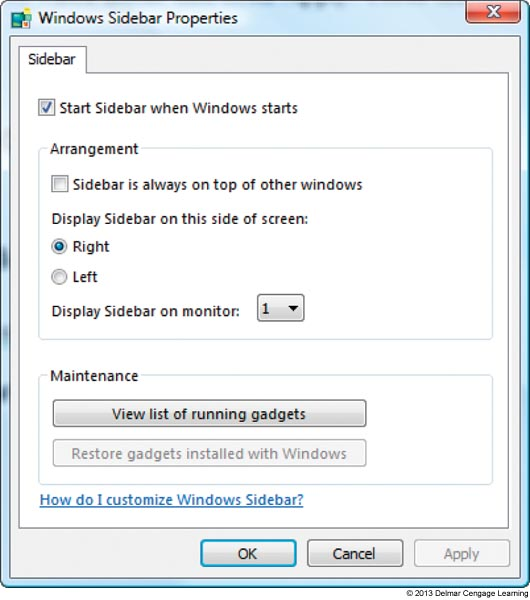 Windows Sidebar Properties
Sidebar
Start Sidebar when Windows starts
Arrangement
Sidebar is always on top of other windows
Display Sidebar on this side of screen:
Right
Left
Display Sidebar on monitor: 1
Maintenance
View list of running gadgets
Restore gadgets installed with Windows
How do I customize Windows Sidebar?
OK Cancel Apply
© 2013 Delmar Cengage Learning